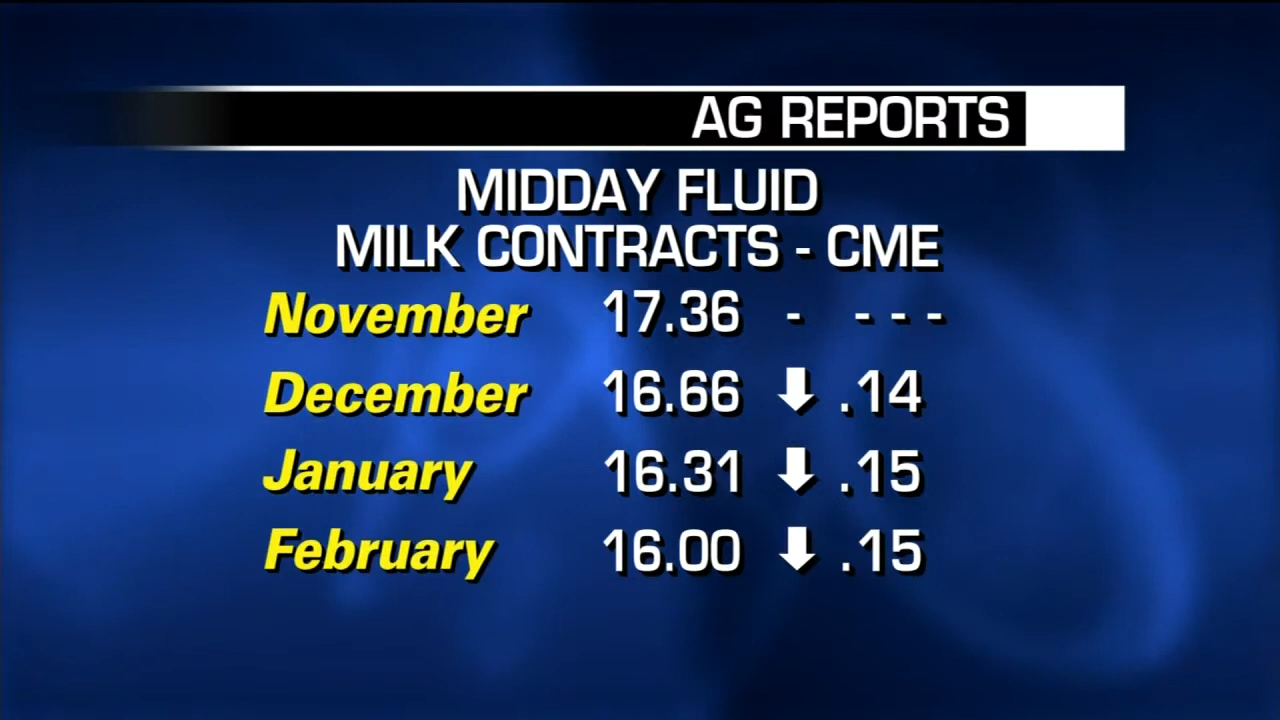 AG REPORTS
MIDDAY FLUID
MILK CONTRACTS - CME
November 17.36 - - - -
December 16.66 .14
January 16.31 .15
February 16.00 .15